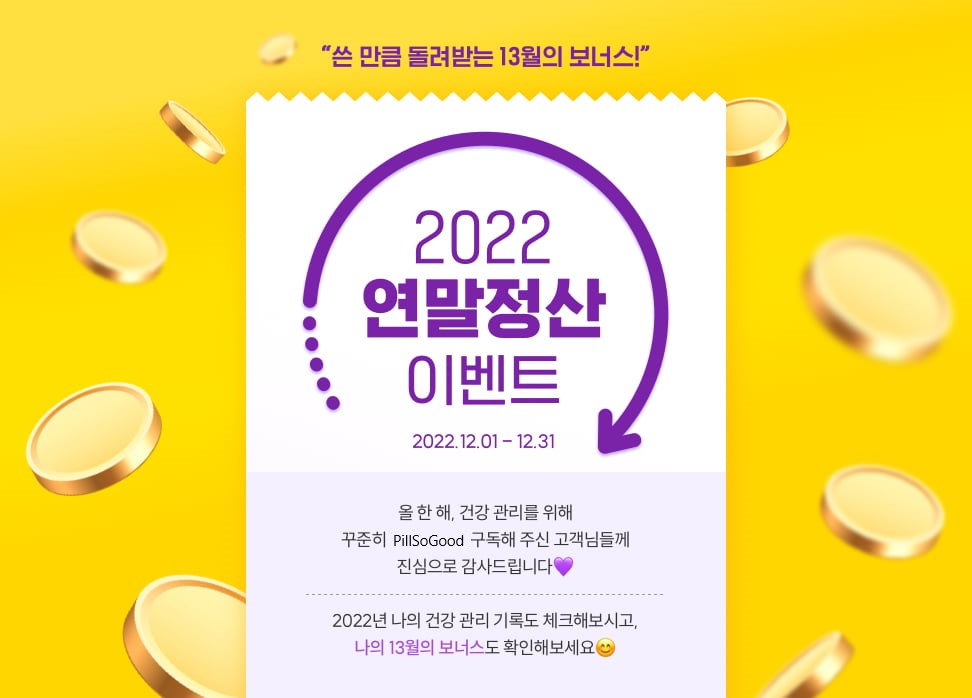 “쓴 만큼 돌려받는 13월의 보너스!”
2022
연말정산
이벤트
2022.12.01 – 12.31
올 한 해, 건강 관리를 위해
꾸준히 PillSoGood 구독해 주신 고객님들께
진심으로 감사드립니다💜
2022년 나의 건강 관리 기록도 체크해보시고,
나의 13월의 보너스도 확인해보세요😊